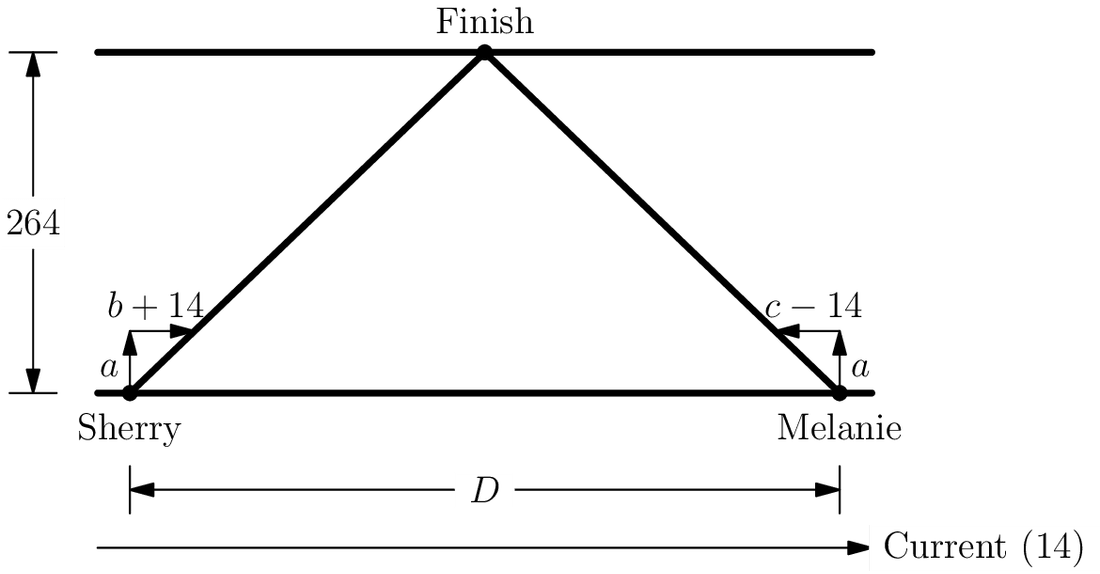 Finish
264
b + 14
c − 14
a
a
Sherry
Melanie
D
Current (14)